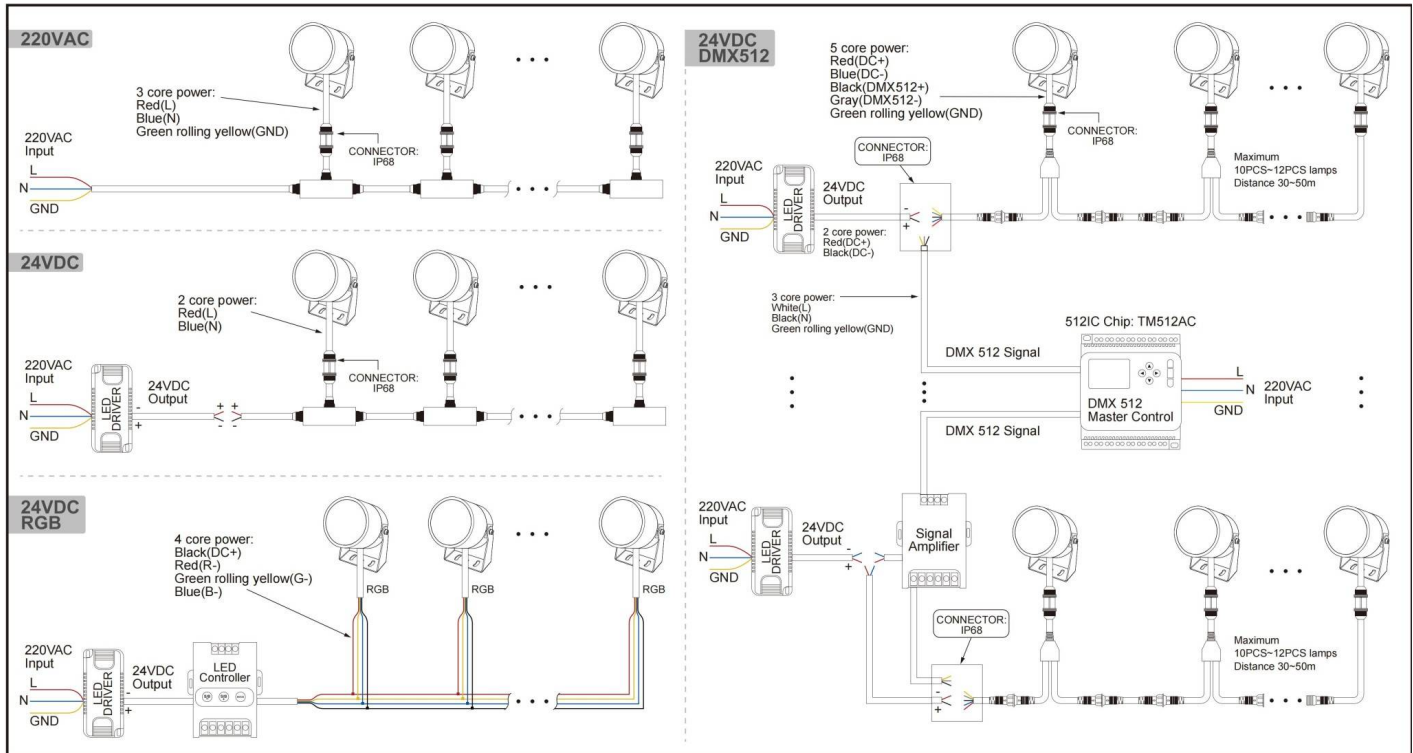 220VAC
3 core power:
Red(L)
Blue(N)
Green rolling yellow(GND)
220VAC
Input
L
N
GND
CONNECTOR:
IP68
24VDC
2 core power:
Red(L)
Blue(N)
220VAC
Input
L
N
GND
LED
DRIVER
24VDC
Output
-
+
+ +
- -
CONNECTOR:
IP68
24VDC
RGB
4 core power:
Black(DC+)
Red(R-)
Green rolling yellow(G-)
Blue(B-)
RGB
RGB
RGB
220VAC
Input
L
N
GND
LED
DRIVER
24VDC
Output
-
+
LED
Controller
24VDC
DMX512
5 core power:
Red(DC+)
Blue(DC-)
Black(DMX512+)
Gray(DMX512-)
Green rolling yellow(GND)
CONNECTOR:
IP68
CONNECTOR:
IP68
220VAC
Input
L
N
GND
LED
DRIVER
24VDC
Output
-
+
2 core power:
Red(DC+)
Black(DC-)
Maximum
10PCS~12PCS lamps
Distance 30~50m
3 core power:
White(L)
Black(N)
Green rolling yellow(GND)
512IC Chip: TM512AC
DMX 512 Signal
DMX 512
Master Control
L
N
GND
220VAC
Input
DMX 512 Signal
220VAC
Input
L
N
GND
LED
DRIVER
24VDC
Output
-
+
Signal
Amplifier
CONNECTOR:
IP68
-
+
Maximum
10PCS~12PCS lamps
Distance 30~50m